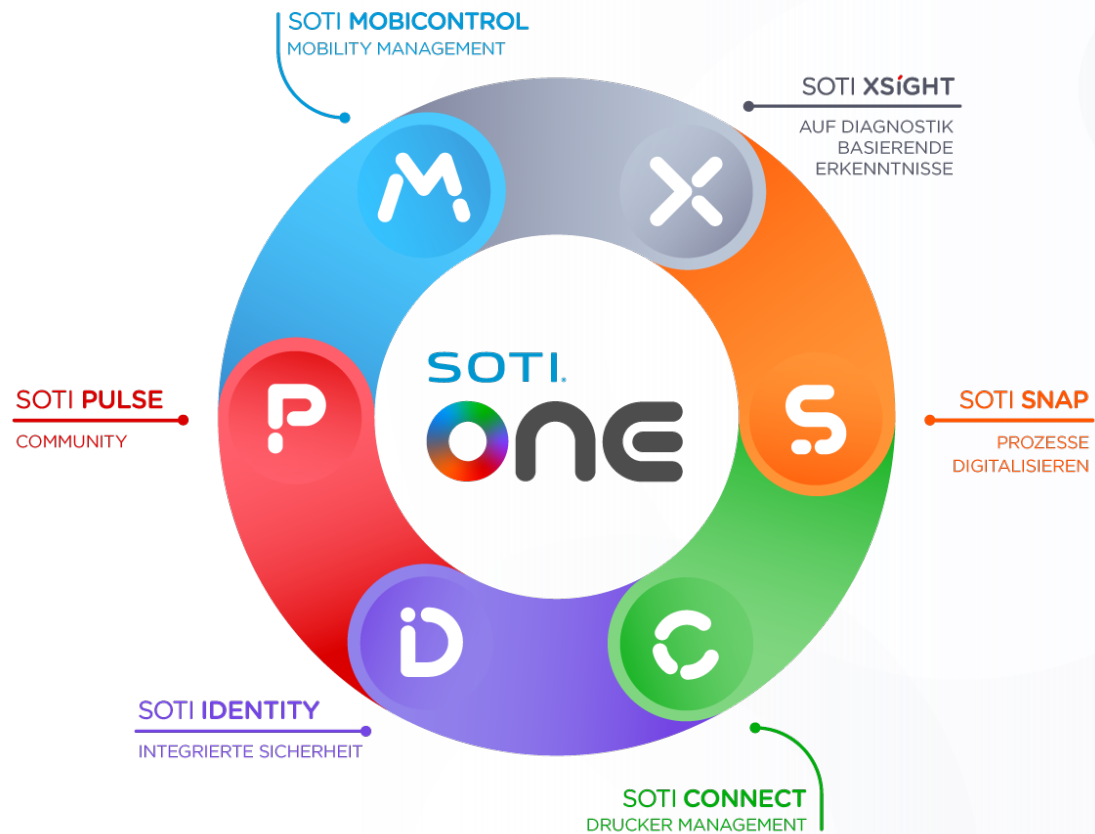 SOTI MOBICONTROL
MOBILITY MANAGEMENT
SOTI XSiGHT
AUF DIAGNOSTIK
BASIERENDE
ERKENNTNISSE
M
X
SOTI.
ONE
SOTI PULSE
COMMUNITY
P
S
SOTI SNAP
PROZESSE
DIGITALISIEREN
iD
C
SOTI IDENTITY
INTEGRIERTE SICHERHEIT
SOTI CONNECT
DRUCKER MANAGEMENT